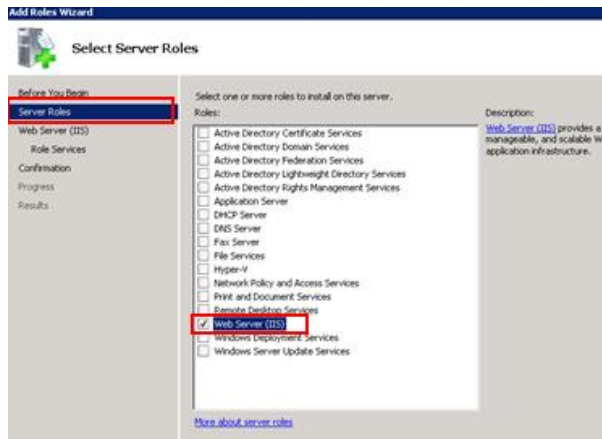 Add Roles Wizard
Select Server Roles
Before You Begin
Server Roles
Web Server (IIS)
Role Services
Confirmation
Progress
Results
Select one or more roles to install on this server.
Roles:
Active Directory Certificate Services
Active Directory Domain Services
Active Directory Federation Services
Active Directory Lightweight Directory Services
Active Directory Rights Management Services
Application Server
DHCP Server
DNS Server
Fax Server
File Services
Hyper-V
Network Policy and Access Services
Print and Document Services
Remote Desktop Services
Web Server (IIS)
Windows Deployment Services
Windows Server Update Services
More about server roles
Description:
Web Server (IIS) provides a
manageable, and scalable W
application infrastructure.